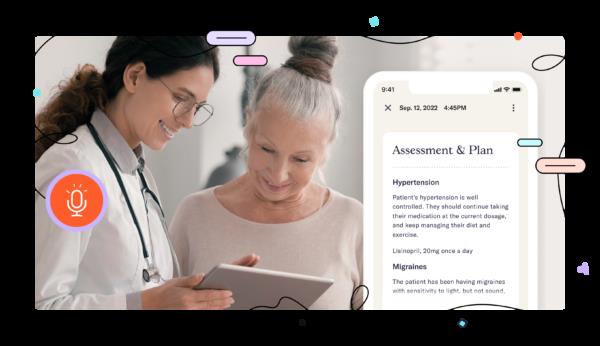 9:41
Sep. 12, 2022 4:45PM
Assessment & Plan
Hypertension
Patient's hypertension is well
controlled. They should continue taking
their medication at the current dosage,
and keep managing their diet and
exercise.
Lisinopril, 20mg once a day
Migraines
The patient has been having migraines
with sensitivity to light, but not sound,